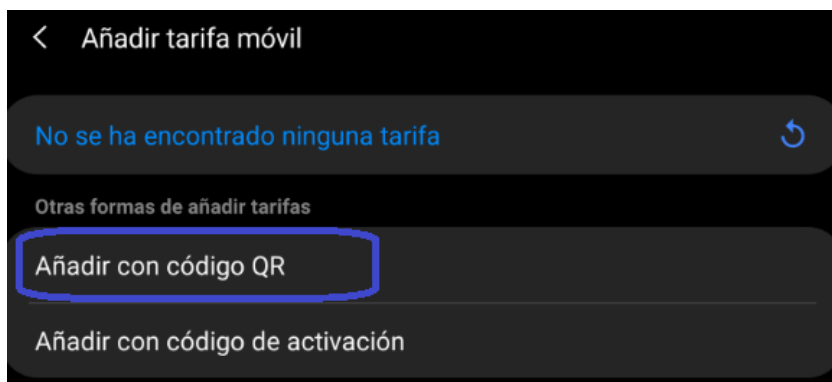 Añadir tarifa móvil
No se ha encontrado ninguna tarifa
Otras formas de añadir tarifas
Añadir con código QR
Añadir con código de activación